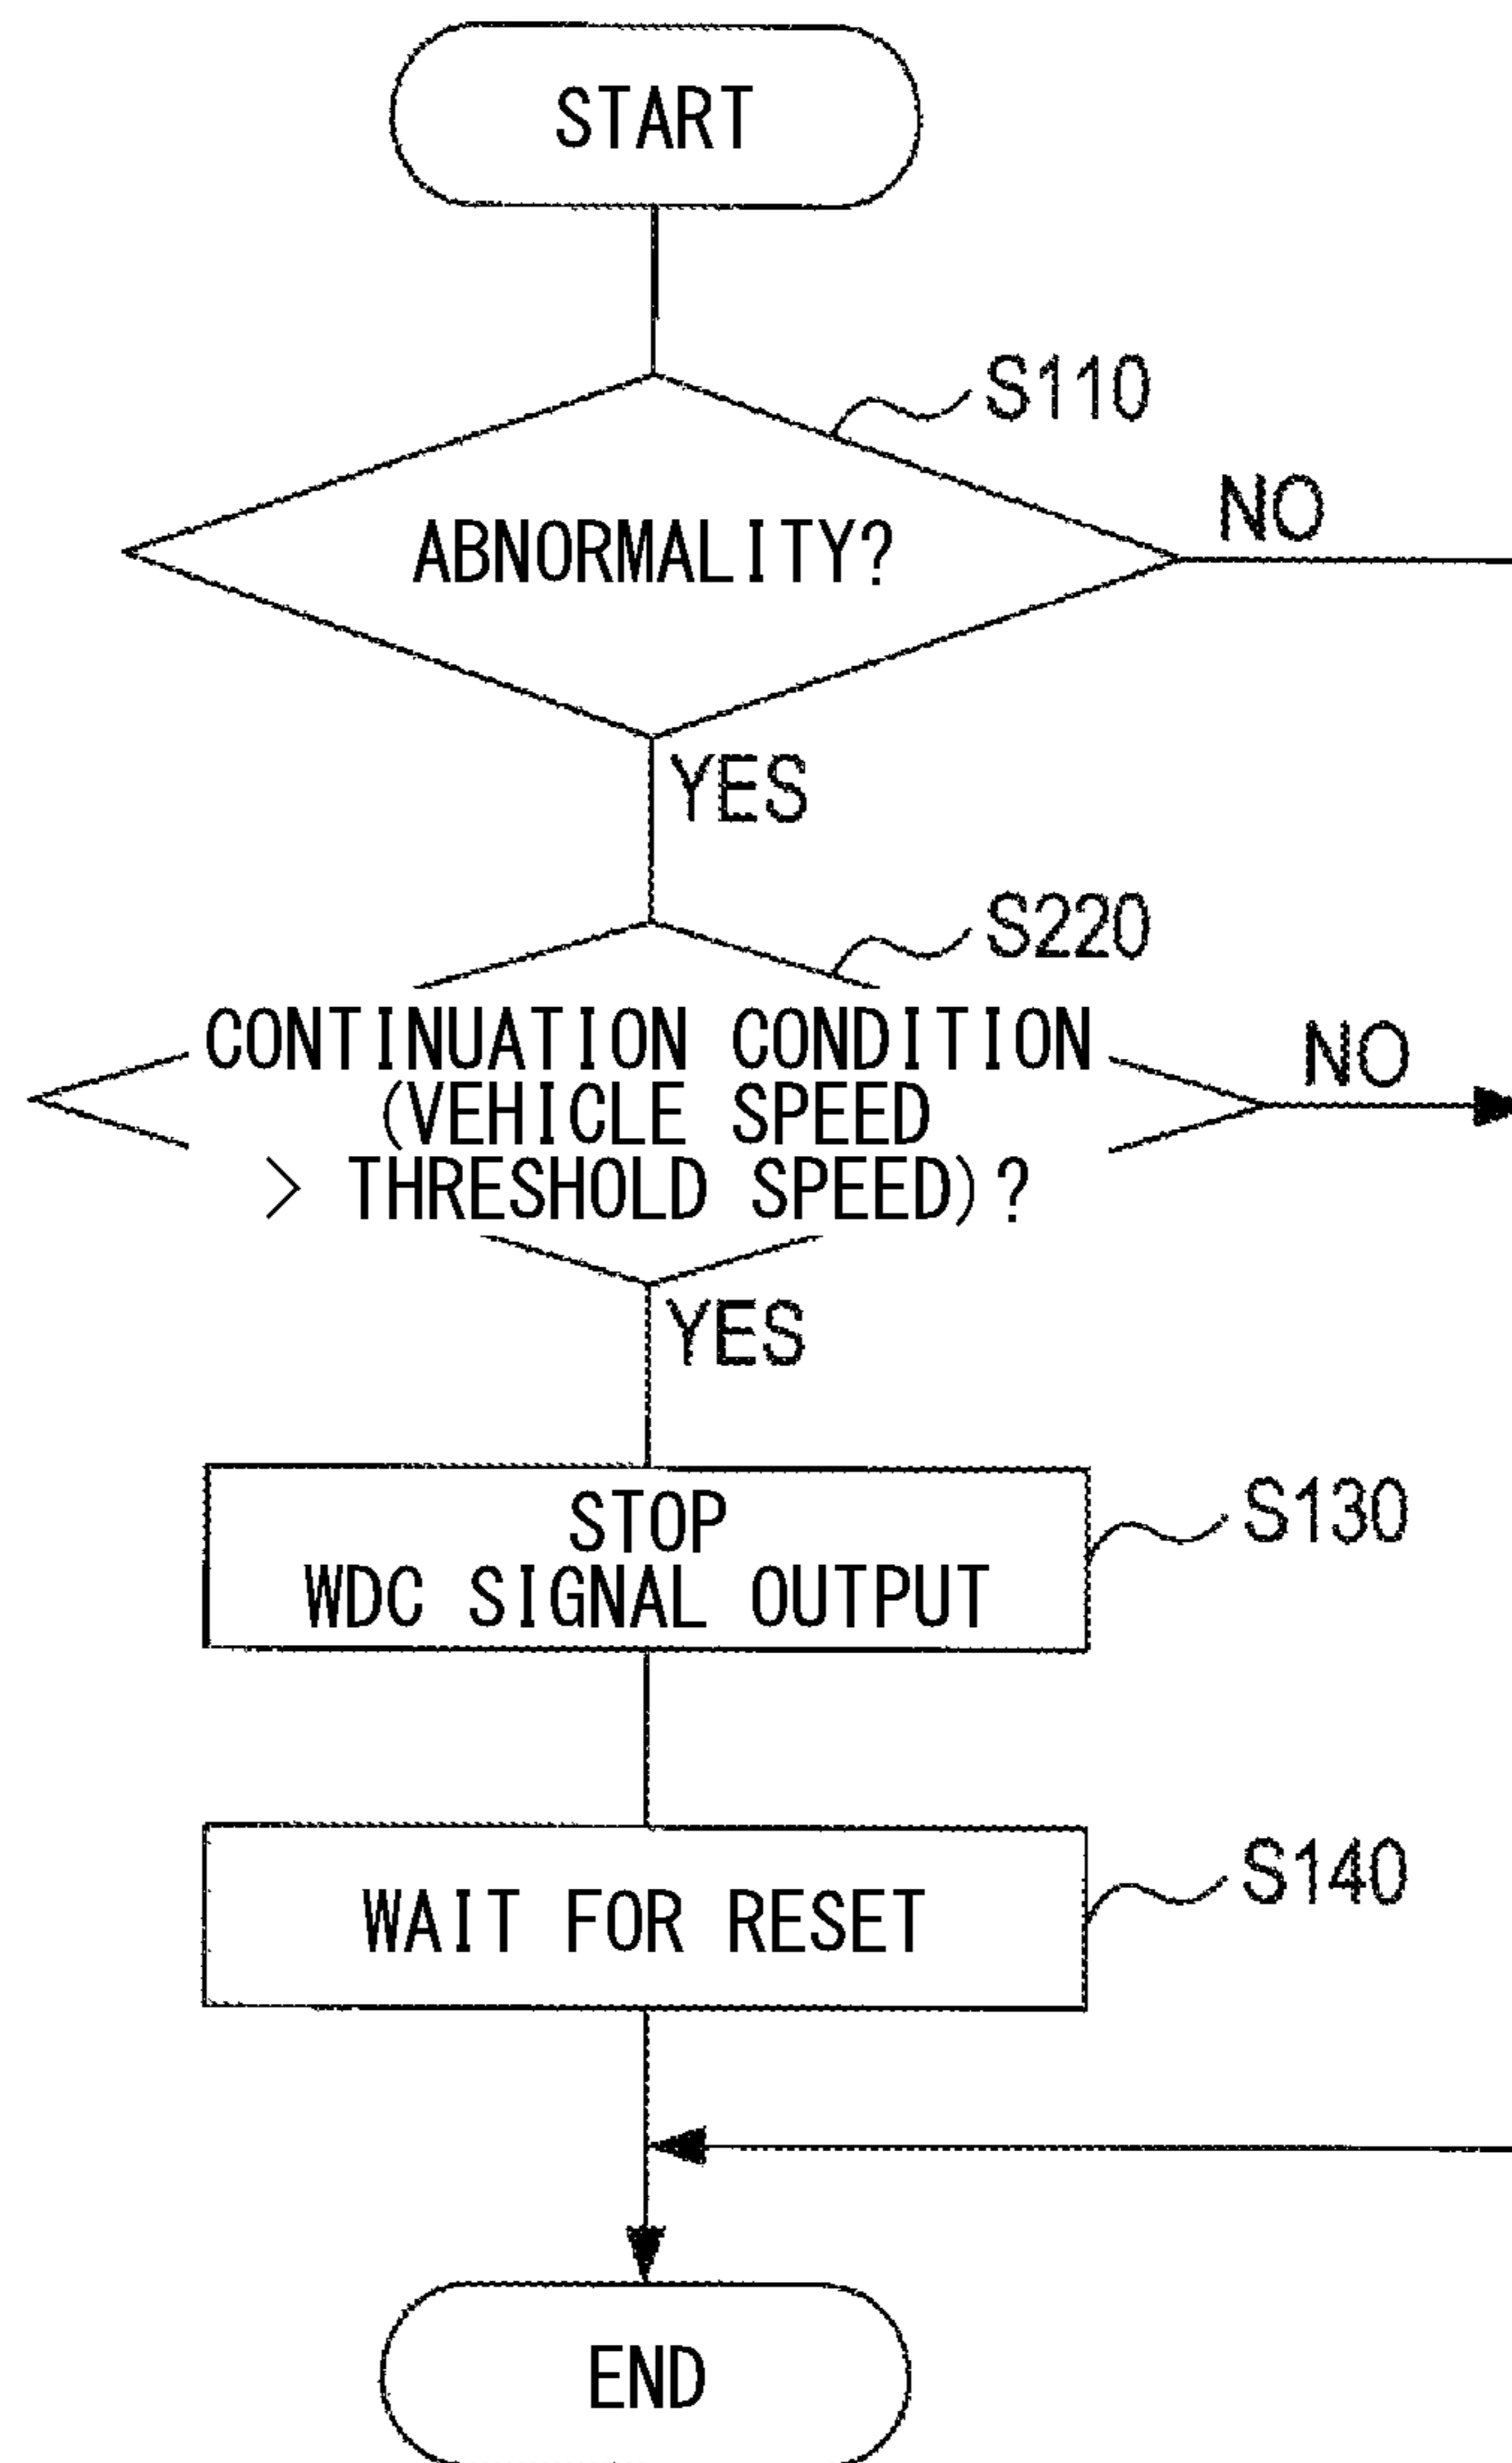 START
S110
ABNORMALITY?
NO
YES
S220
CONTINUATION CONDITION
(VEHICLE SPEED
> THRESHOLD SPEED)?
NO
YES
STOP
WDC SIGNAL OUTPUT
S130
WAIT FOR RESET
S140
END